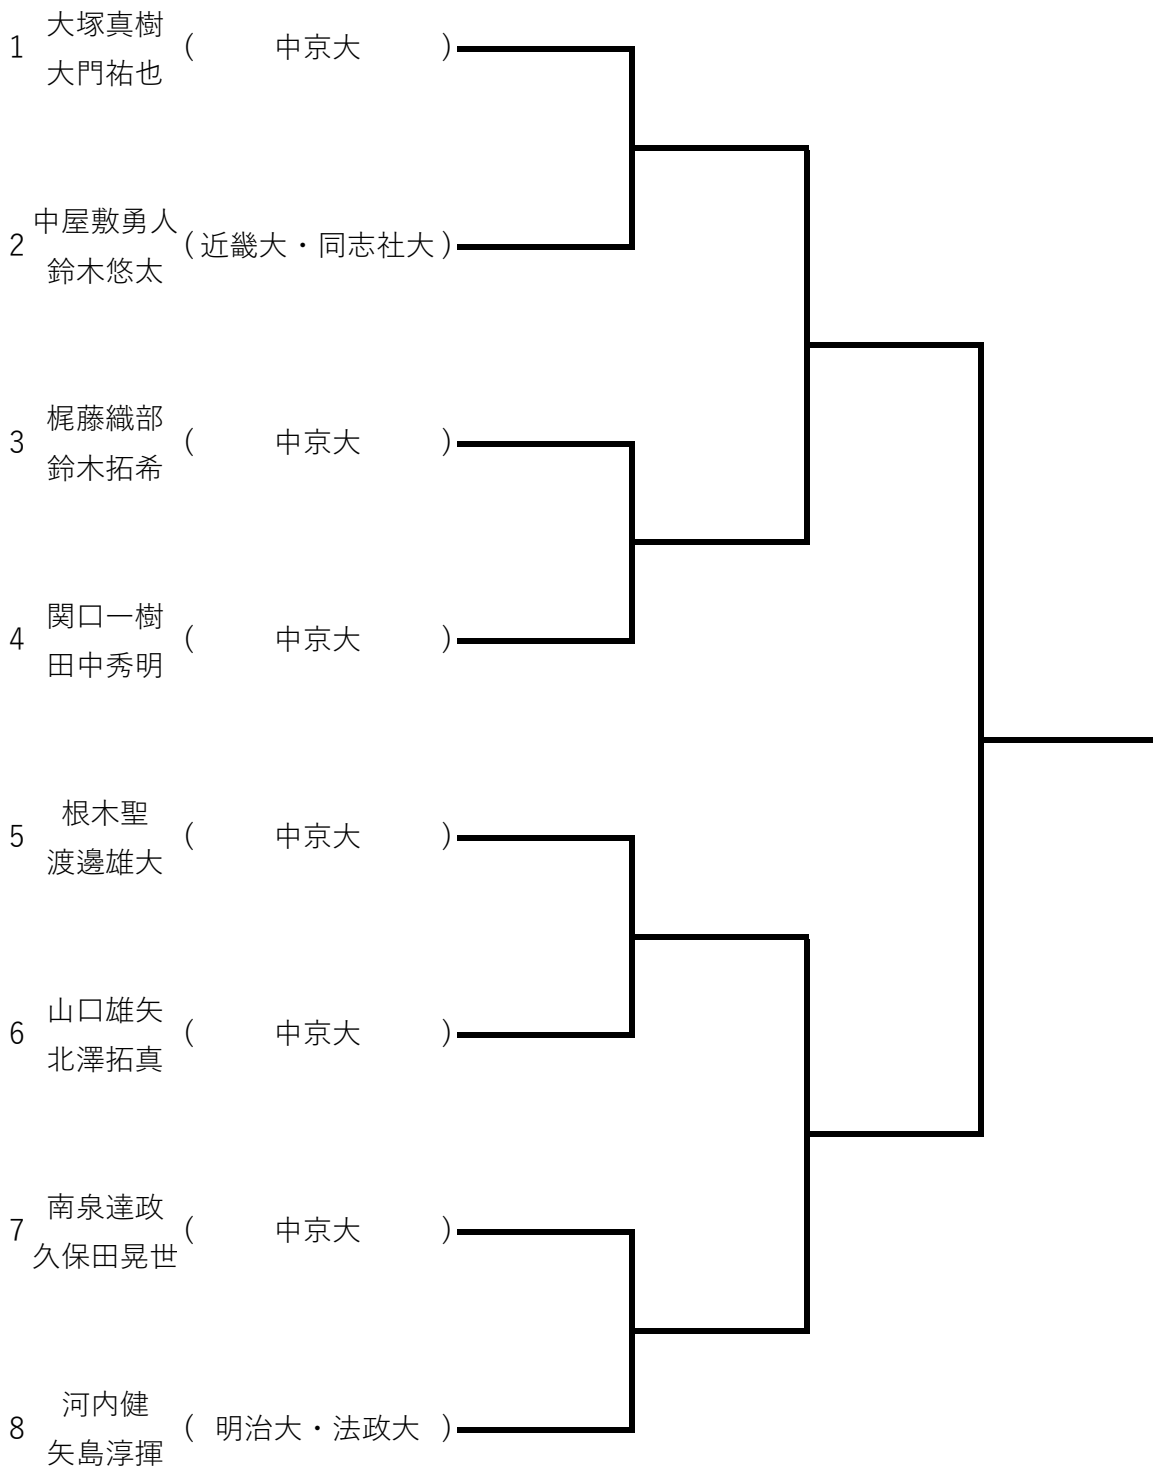 大塚真樹
1 ( 中京大 )
大門祐也
中屋敷勇人
2 ( 近畿大・同志社大 )
鈴木悠太
梶藤織部
3 ( 中京大 )
鈴木拓希
関口一樹
4 ( 中京大 )
田中秀明
根木聖
5 ( 中京大 )
渡邊雄大
山口雄矢
6 ( 中京大 )
北澤拓真
南泉達政
7 ( 中京大 )
久保田晃世
河内健
8 ( 明治大・法政大 )
矢島淳揮